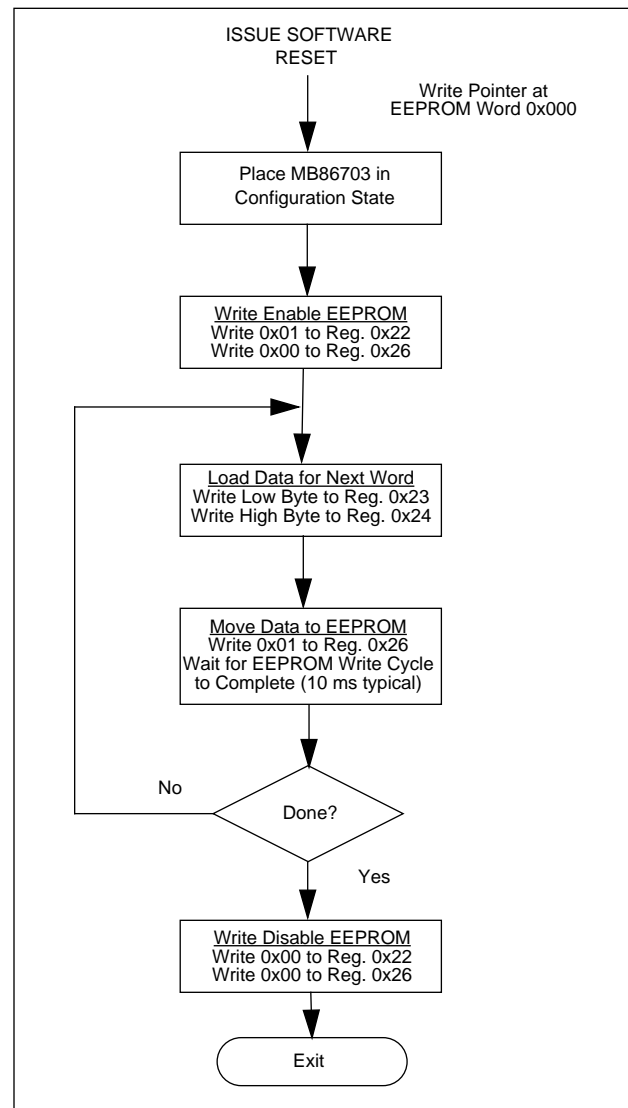 ISSUE SOFTWARE
RESET
Write Pointer at
EEPROM Word 0x000
Place MB86703 in
Configuration State
Write Enable EEPROM
Write 0x01 to Reg. 0x22
Write 0x00 to Reg. 0x26
Load Data for Next Word
Write Low Byte to Reg. 0x23
Write High Byte to Reg. 0x24
Move Data to EEPROM
Write 0x01 to Reg. 0x26
Wait for EEPROM Write Cycle
to Complete (10 ms typical)
No
Done?
Yes
Write Disable EEPROM
Write 0x00 to Reg. 0x22
Write 0x00 to Reg. 0x26
Exit